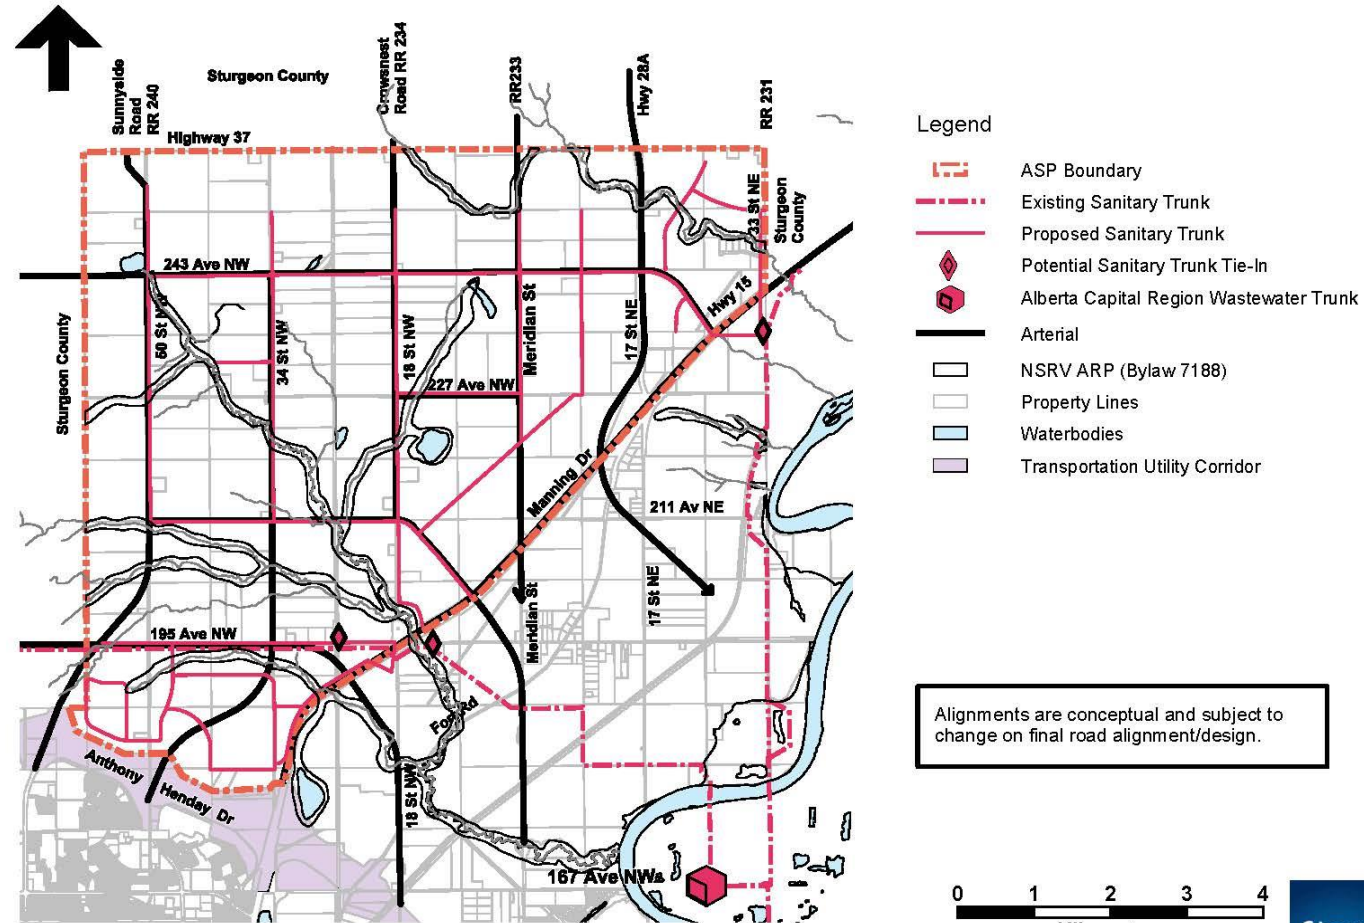 Sturgeon County
Sunnyside
Road
RR 240
Crowsnest
Road RR 234
RR233
Hwy 28A
RR 231
Highway 37
33 St NE
Sturgeon
County
243 Ave NW
Hwy 15
50 St NW
34 St NW
18 St NW
Meridian St
17 St NE
Sturgeon County
227 Ave NW
Manning Dr
211 Av NE
17 St NE
Meridian St
195 Ave NW
Fort Rd
Anthony
Henday Dr
18 St NW
167 Ave NW
Legend
ASP Boundary
Existing Sanitary Trunk
Proposed Sanitary Trunk
Potential Sanitary Trunk Tie-In
Alberta Capital Region Wastewater Trunk
Arterial
NSRV ARP (Bylaw 7188)
Property Lines
Waterbodies
Transportation Utility Corridor
Alignments are conceptual and subject to
change on final road alignment/design.
0 1 2 3 4